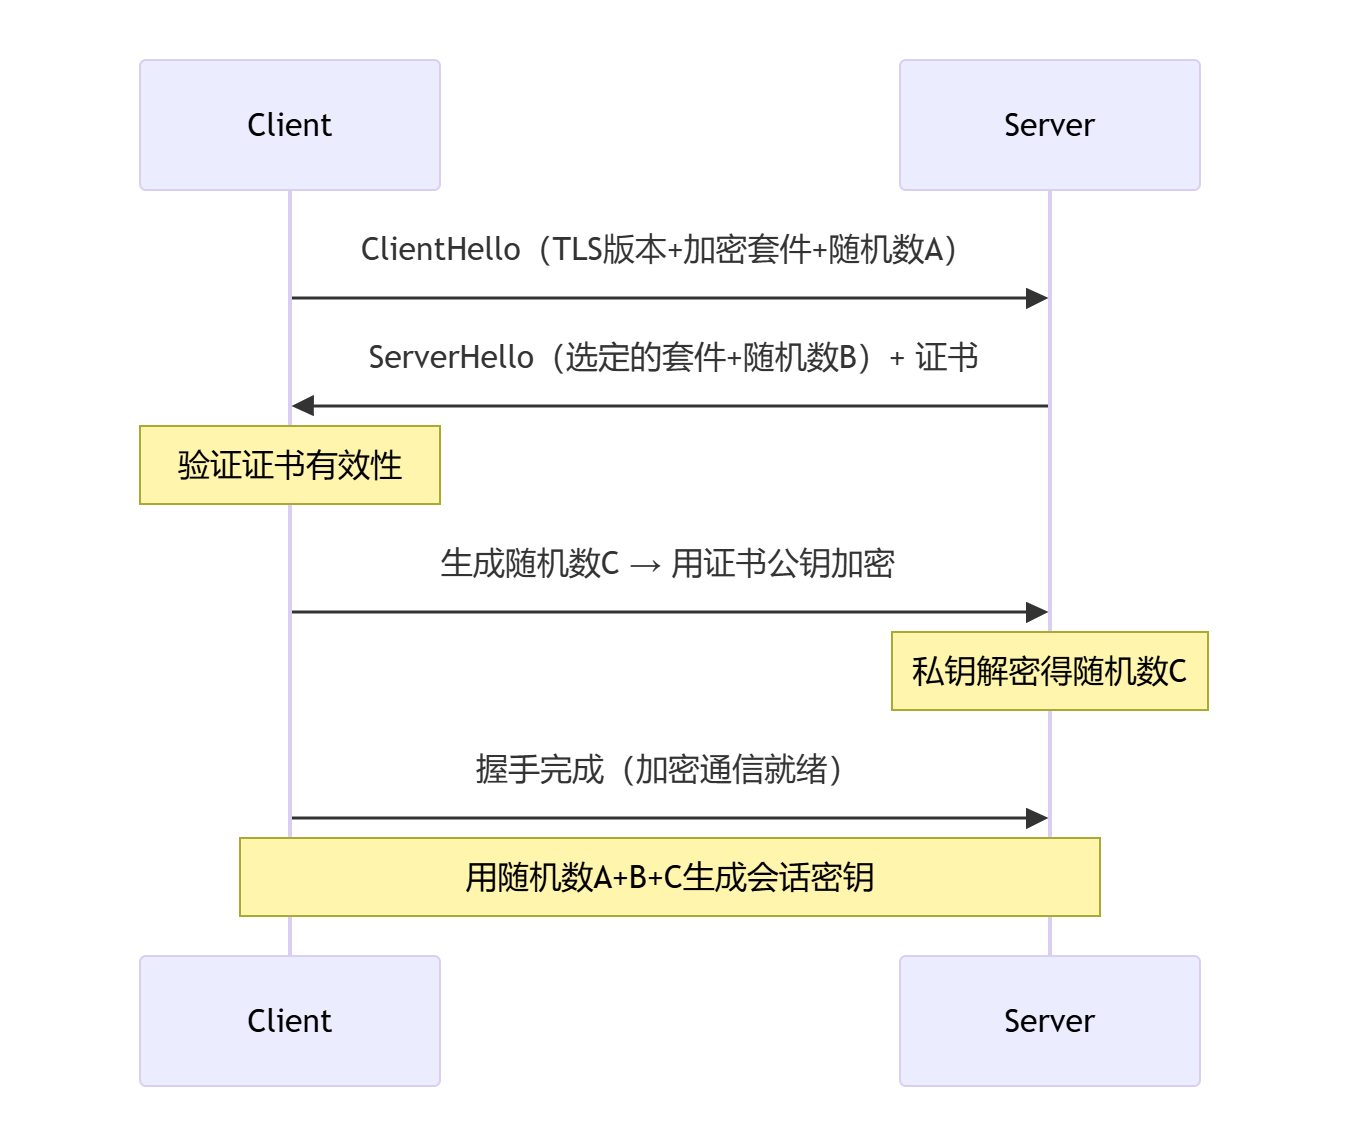 Client
Server
ClientHello（TLS版本+加密套件+随机数A）
ServerHello（选定的套件+随机数B）+ 证书
验证证书有效性
生成随机数C → 用证书公钥加密
私钥解密得随机数C
握手完成（加密通信就绪）
用随机数A+B+C生成会话密钥
Client
Server